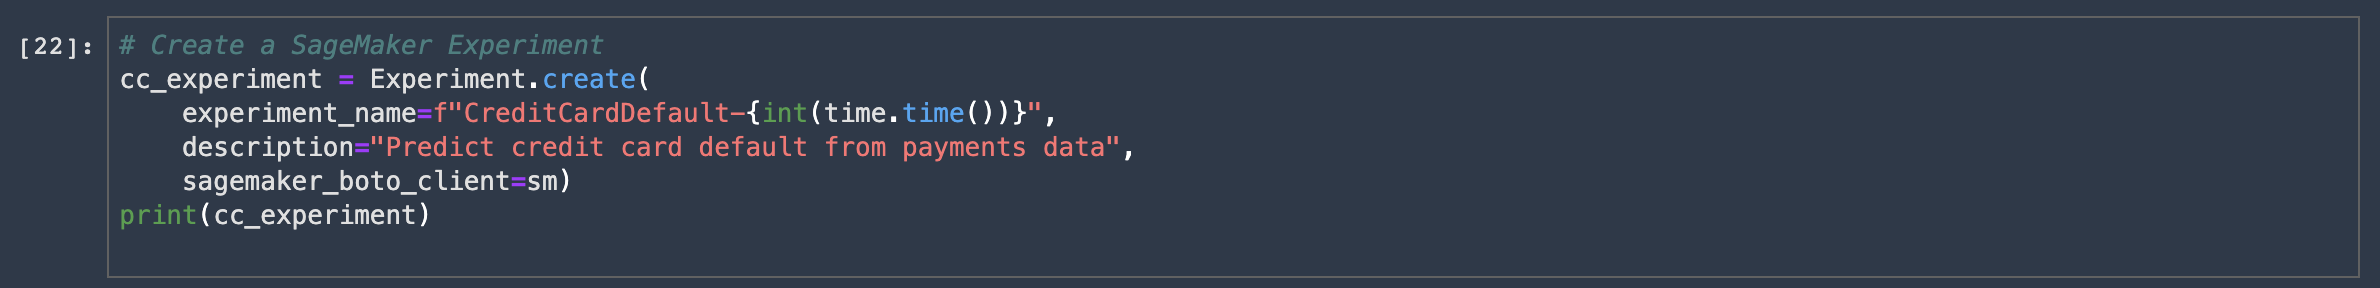 [22]: # Create a SageMaker Experiment
cc_experiment = Experiment.create(
    experiment_name=f"CreditCardDefault-{int(time.time())}",
    description="Predict credit card default from payments data",
    sagemaker_boto_client=sm)
print(cc_experiment)